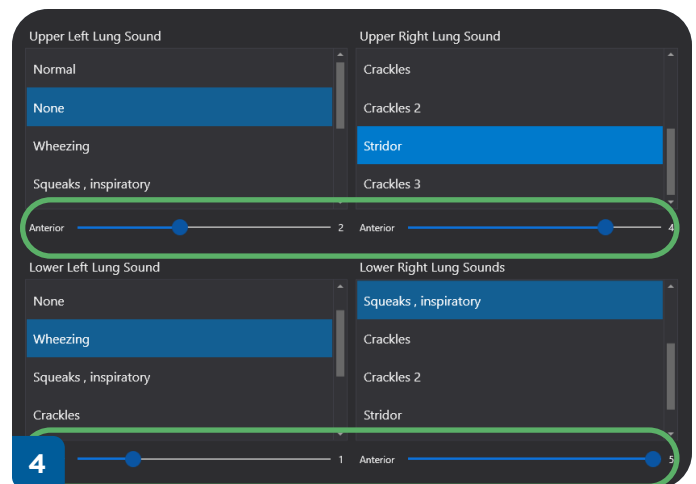 Upper Left Lung Sound
Normal
None
Wheezing
Squeaks , inspiratory
Anterior 2
Upper Right Lung Sound
Crackles
Crackles 2
Stridor
Crackles 3
Anterior 4
Lower Left Lung Sound
None
Wheezing
Squeaks , inspiratory
Crackles
1
Lower Right Lung Sounds
Squeaks , inspiratory
Crackles
Crackles 2
Stridor
Anterior 5
4